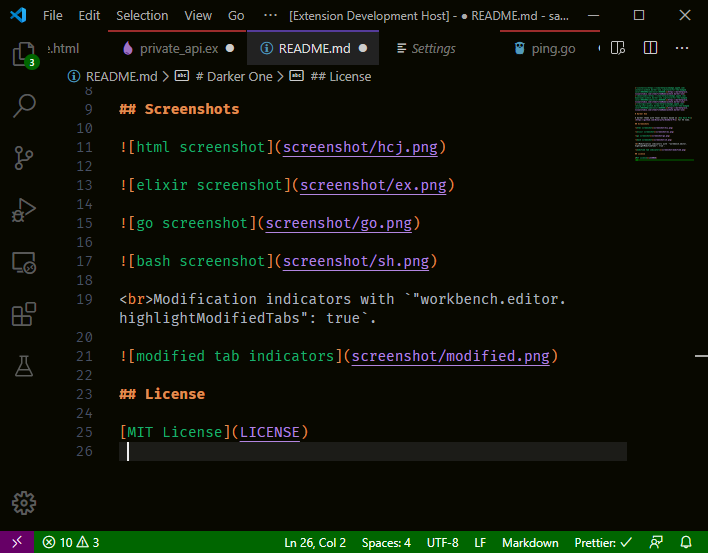 Edit Selection View Go ··· [Extension Development Host] - ● README.md - sa...
e.html private_api.ex README.md Settings ping.go ···
3
README.md > # Darker One > ## License
8
9 ## Screenshots
10
11 ![html screenshot](screenshot/hcj.png)
12
13 ![elixir screenshot](screenshot/ex.png)
14
15 ![go screenshot](screenshot/go.png)
16
17 ![bash screenshot](screenshot/sh.png)
18
19 <br>Modification indicators with `"workbench.editor.
highlightModifiedTabs": true`.
20
21 ![modified tab indicators](screenshot/modified.png)
22
23 ## License
24
25 [MIT License](LICENSE)
26
10 3 Ln 26, Col 2 Spaces: 4 UTF-8 LF Markdown Prettier: ✓